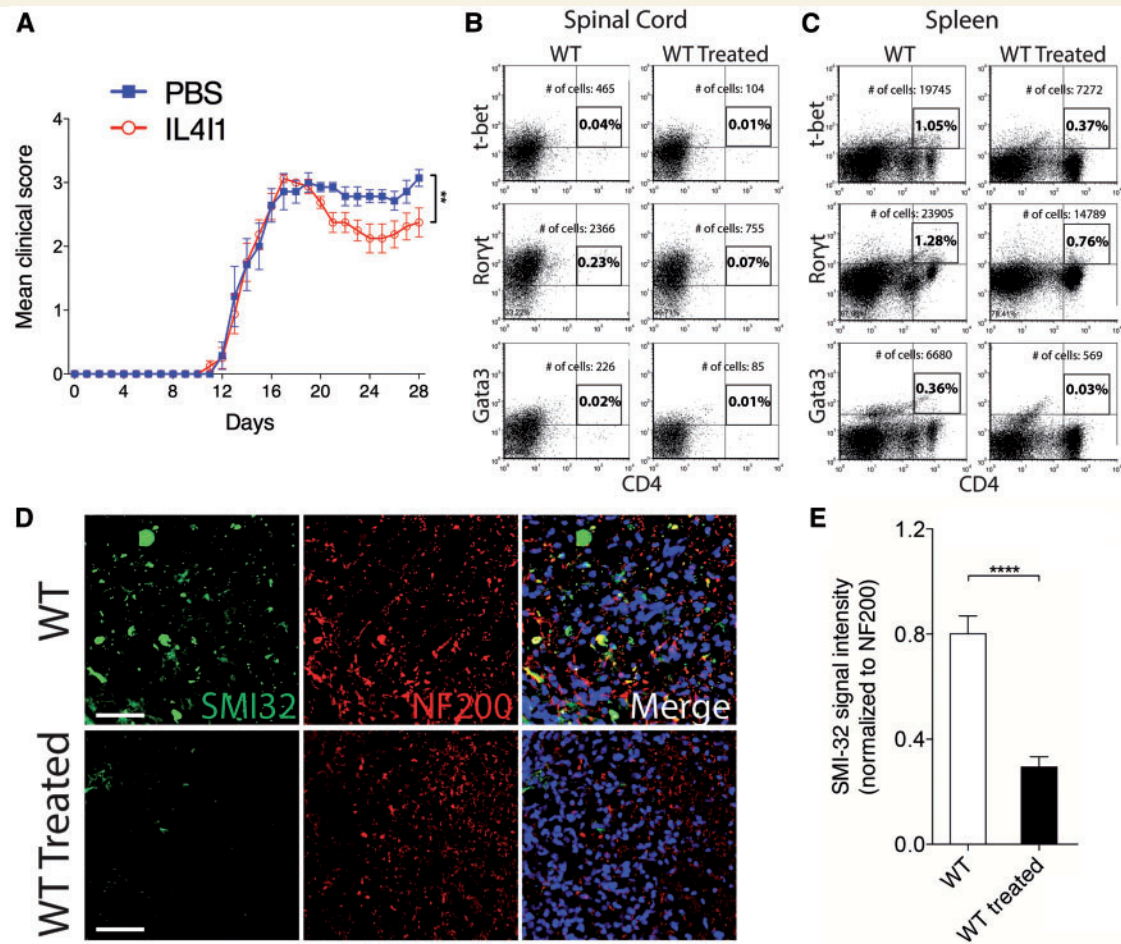 A
PBS
IL4I1
Mean clinical score
4
3
2
1
0
0 4 8 12 16 20 24 28
Days
**
B
Spinal Cord
WT
WT Treated
t-bet
# of cells: 465
0.04%
# of cells: 104
0.01%
Rorγt
# of cells: 2366
0.23%
# of cells: 755
0.07%
Gata3
# of cells: 226
0.02%
# of cells: 85
0.01%
CD4
C
Spleen
WT
WT Treated
t-bet
# of cells: 19745
1.05%
# of cells: 7272
0.37%
Rorγt
# of cells: 23905
1.28%
# of cells: 14789
0.76%
Gata3
# of cells: 6680
0.36%
# of cells: 569
0.03%
CD4
D
WT
SMI32
NF200
Merge
WT Treated
E
SMI-32 signal intensity
(normalized to NF200)
1.2
0.8
0.4
0.0
****
WT
WT treated